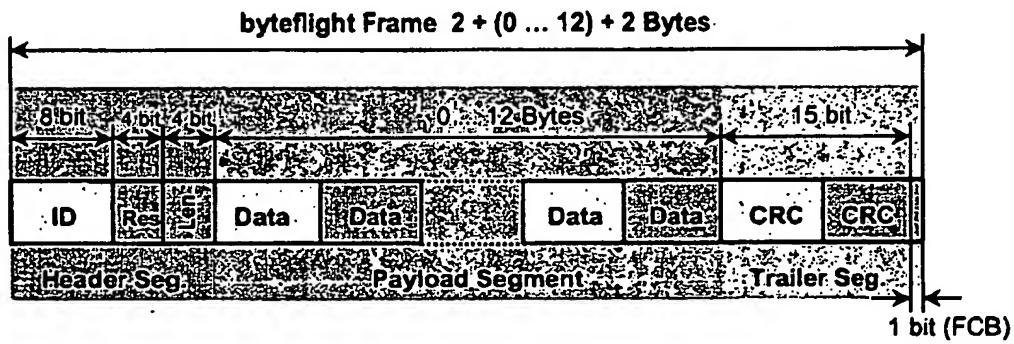 byteflight Frame 2 + (0 ... 12) + 2 Bytes
8 bit 4 bit 4 bit 0 ... 12 Bytes 15 bit
ID Res Len Data Data Data Data CRC CRC
Header Seg. Payload Segment Trailer Seg.
1 bit (FCB)